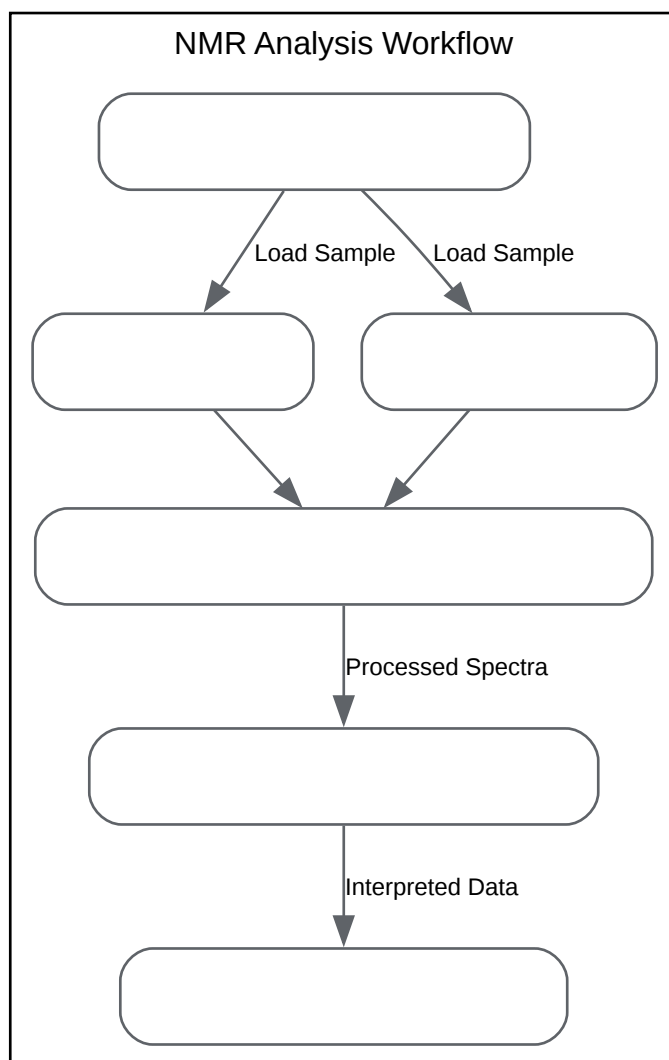 NMR Analysis Workflow
Load Sample
Load Sample
Processed Spectra
Interpreted Data